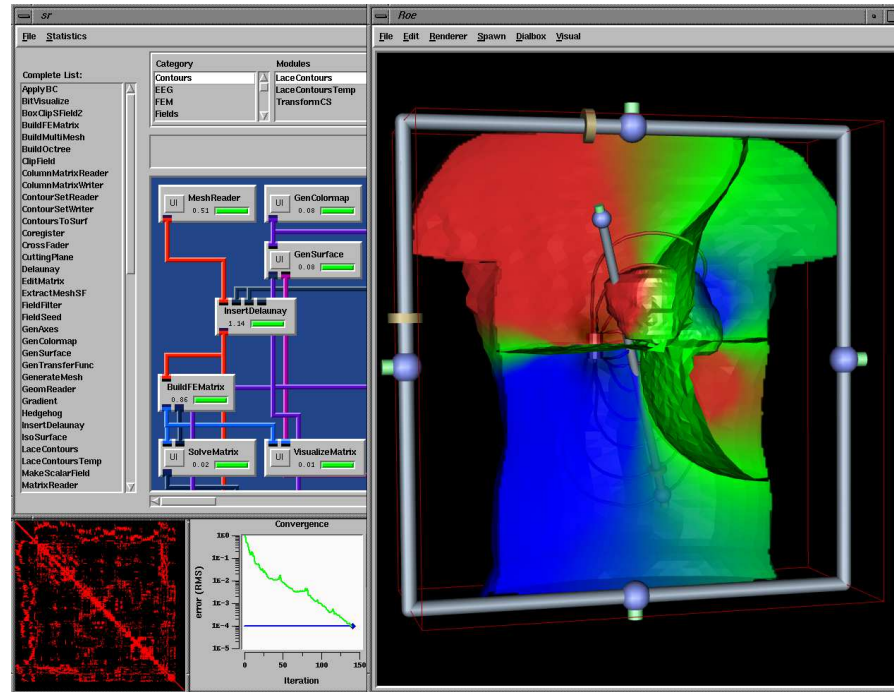 sr
File Statistics
Complete List:
ApplyBC
BitVisualize
BoxClipSField2
BuildFEMatrix
BuildMultiMesh
BuildOctree
ClipField
ColumnMatrixReader
ColumnMatrixWriter
ContourSetReader
ContourSetWriter
ContoursToSurf
Coregister
CrossFader
CuttingPlane
Delaunay
EditMatrix
ExtractMeshSF
FieldFilter
FieldSeed
GenAxes
GenColormap
GenSurface
GenTransferFunc
GenerateMesh
GeomReader
Gradient
Hedgehog
InsertDelaunay
IsoSurface
LaceContours
LaceContoursTemp
MakeScalarField
MatrixReader
Category
Contours
EEG
FEM
Fields
Modules
LaceContours
LaceContoursTemp
TransformCS
UI MeshReader
0.51
UI GenColormap
0.08
UI GenSurface
0.08
InsertDelaunay
1.14
BuildFEMatrix
0.86
UI SolveMatrix
0.02
UI VisualizeMatrix
0.01
Convergence
error (RMS)
1E0
1E-1
1E-2
1E-3
1E-4
1E-5
0 50 100 150
Iteration
Roe
File Edit Renderer Spawn Dialbox Visual